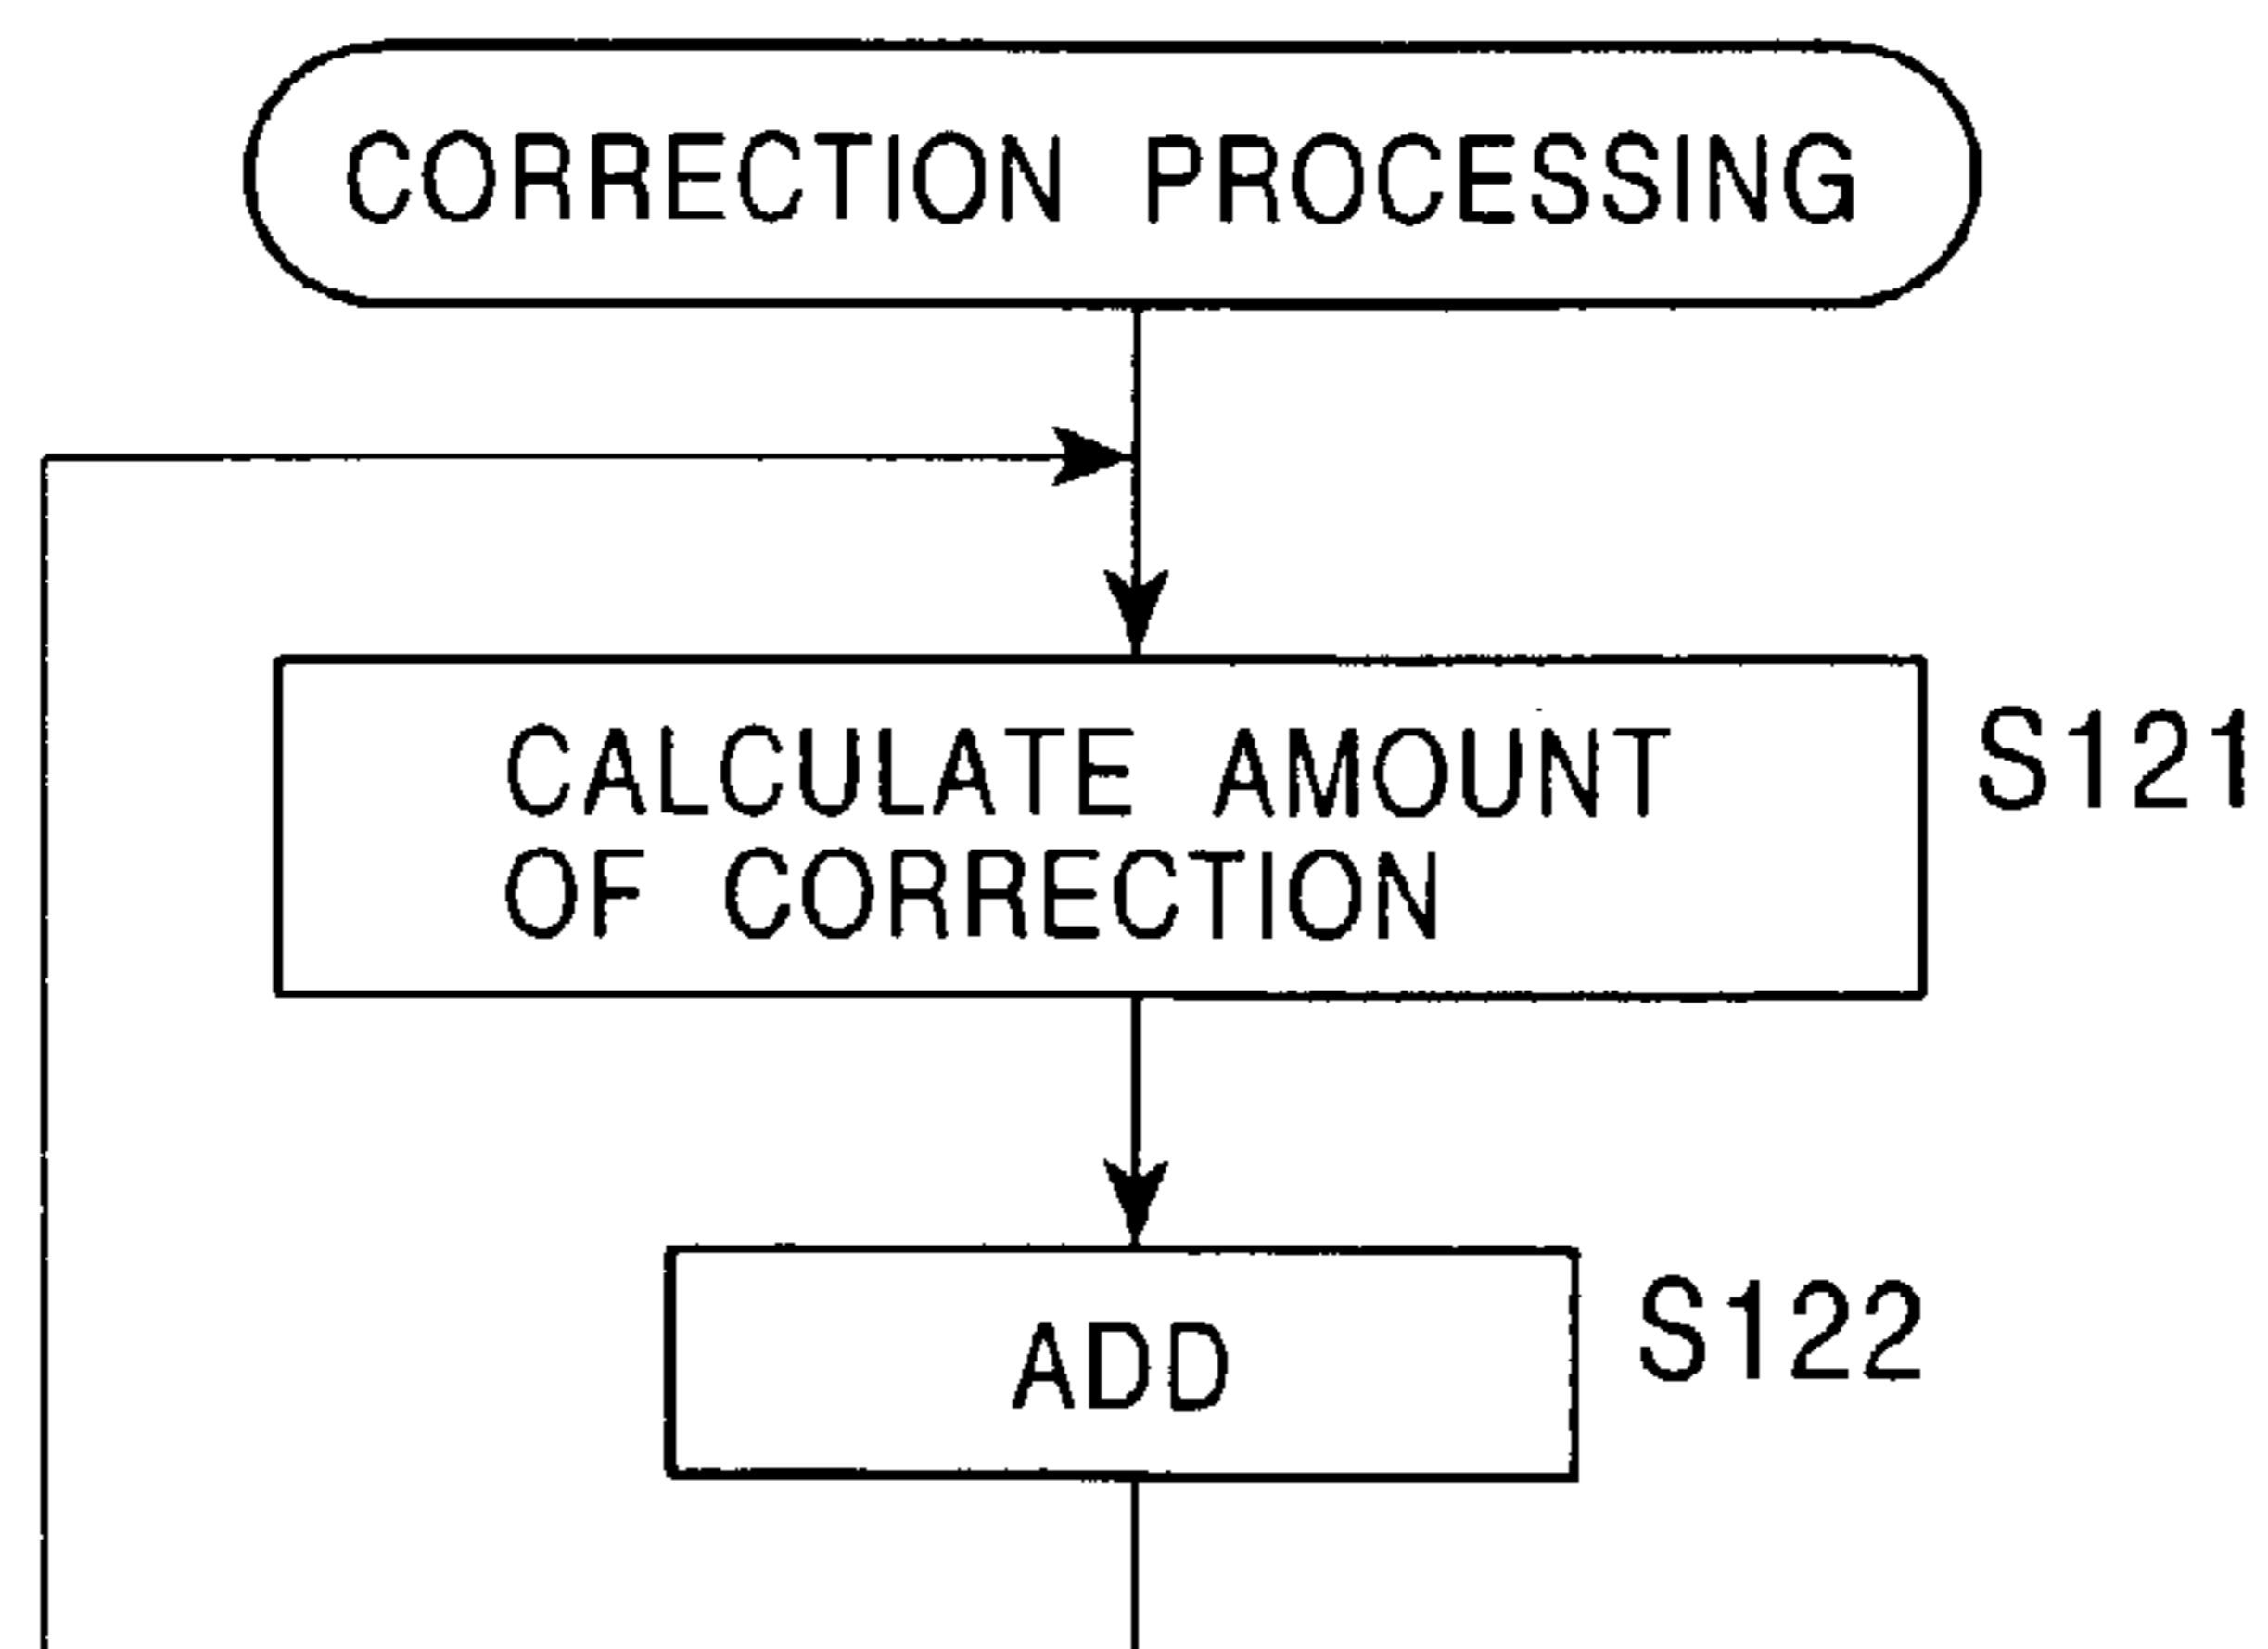 CORRECTION PROCESSING
CALCULATE AMOUNT
OF CORRECTION
S121
ADD
S122